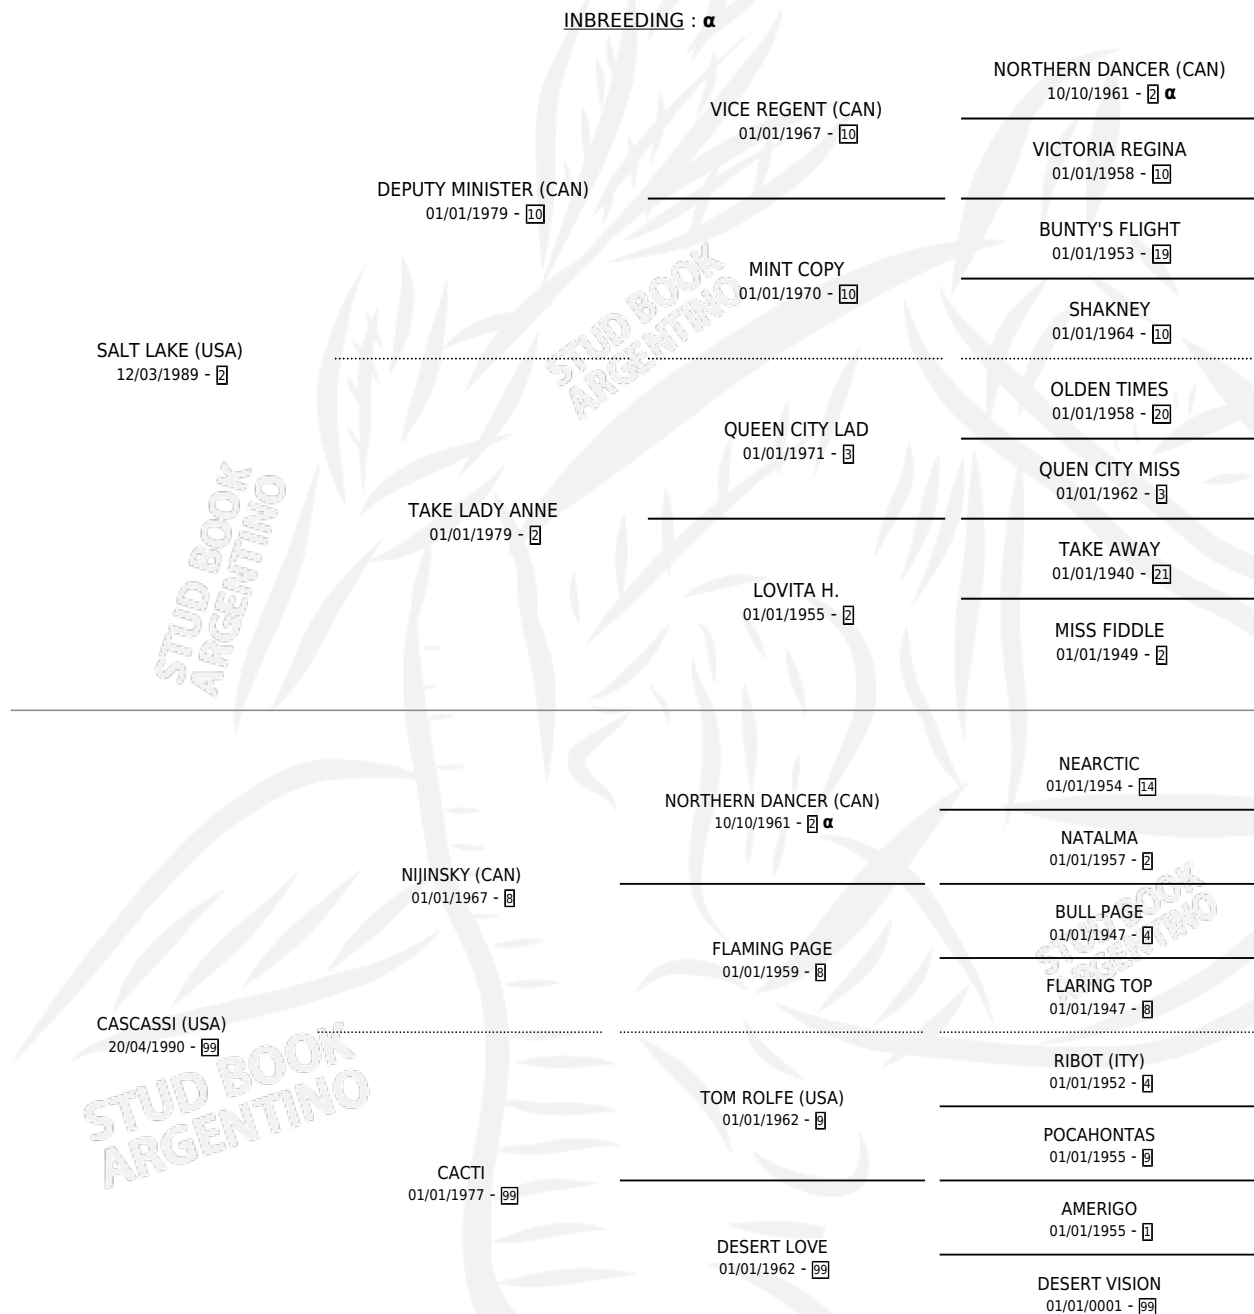 INBREEDING : α
NORTHERN DANCER (CAN)
10/10/1961 - 2 α
VICE REGENT (CAN)
01/01/1967 - 10
VICTORIA REGINA
01/01/1958 - 10
DEPUTY MINISTER (CAN)
01/01/1979 - 10
BUNTY'S FLIGHT
01/01/1953 - 19
MINT COPY
01/01/1970 - 10
SHAKNEY
01/01/1964 - 10
SALT LAKE (USA)
12/03/1989 - 2
OLDEN TIMES
01/01/1958 - 20
QUEEN CITY LAD
01/01/1971 - 3
QUEN CITY MISS
01/01/1962 - 3
TAKE LADY ANNE
01/01/1979 - 2
TAKE AWAY
01/01/1940 - 21
LOVITA H.
01/01/1955 - 2
MISS FIDDLE
01/01/1949 - 2
NEARCTIC
01/01/1954 - 14
NORTHERN DANCER (CAN)
10/10/1961 - 2 α
NATALMA
01/01/1957 - 2
NIJINSKY (CAN)
01/01/1967 - 8
BULL PAGE
01/01/1947 - 4
FLAMING PAGE
01/01/1959 - 8
FLARING TOP
01/01/1947 - 8
CASCASSI (USA)
20/04/1990 - 99
RIBOT (ITY)
01/01/1952 - 4
TOM ROLFE (USA)
01/01/1962 - 9
POCAHONTAS
01/01/1955 - 9
CACTI
01/01/1977 - 99
AMERIGO
01/01/1955 - 1
DESERT LOVE
01/01/1962 - 99
DESERT VISION
01/01/0001 - 99
STUD BOOK
ARGENTINO
STUD BOOK
ARGENTINO
STUD BOOK
ARGENTINO
STUD BOOK
ARGENTINO